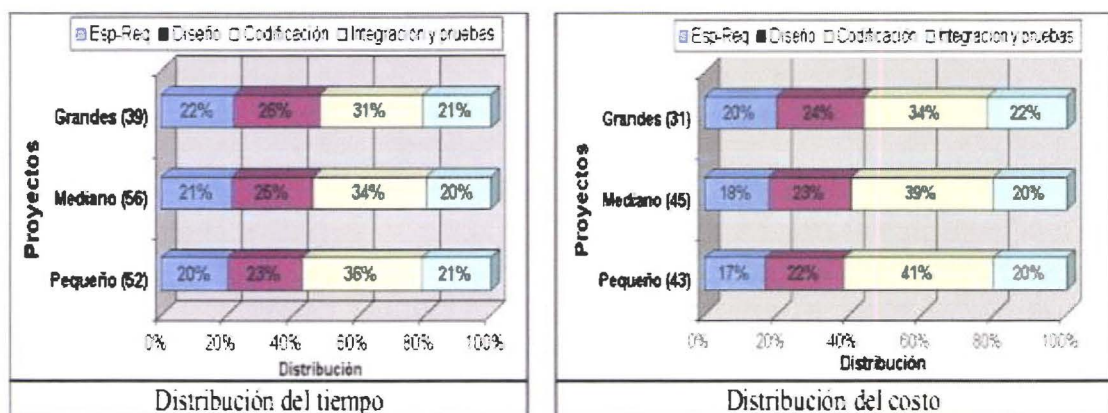 Esp-Req Diseño Codificación Integracion y pruebas
Proyectos
Grandes (39) 22% 26% 31% 21%
Mediano (56) 21% 25% 34% 20%
Pequeño (52) 20% 23% 36% 21%
0% 20% 40% 60% 80% 100%
Distribución
Distribución del tiempo
Esp-Req Diseño Codificación Integracion y pruebas
Proyectos
Grandes (31) 20% 24% 34% 22%
Mediano (45) 18% 23% 39% 20%
Pequeño (43) 17% 22% 41% 20%
0% 20% 40% 60% 80% 100%
Distribución
Distribución del costo